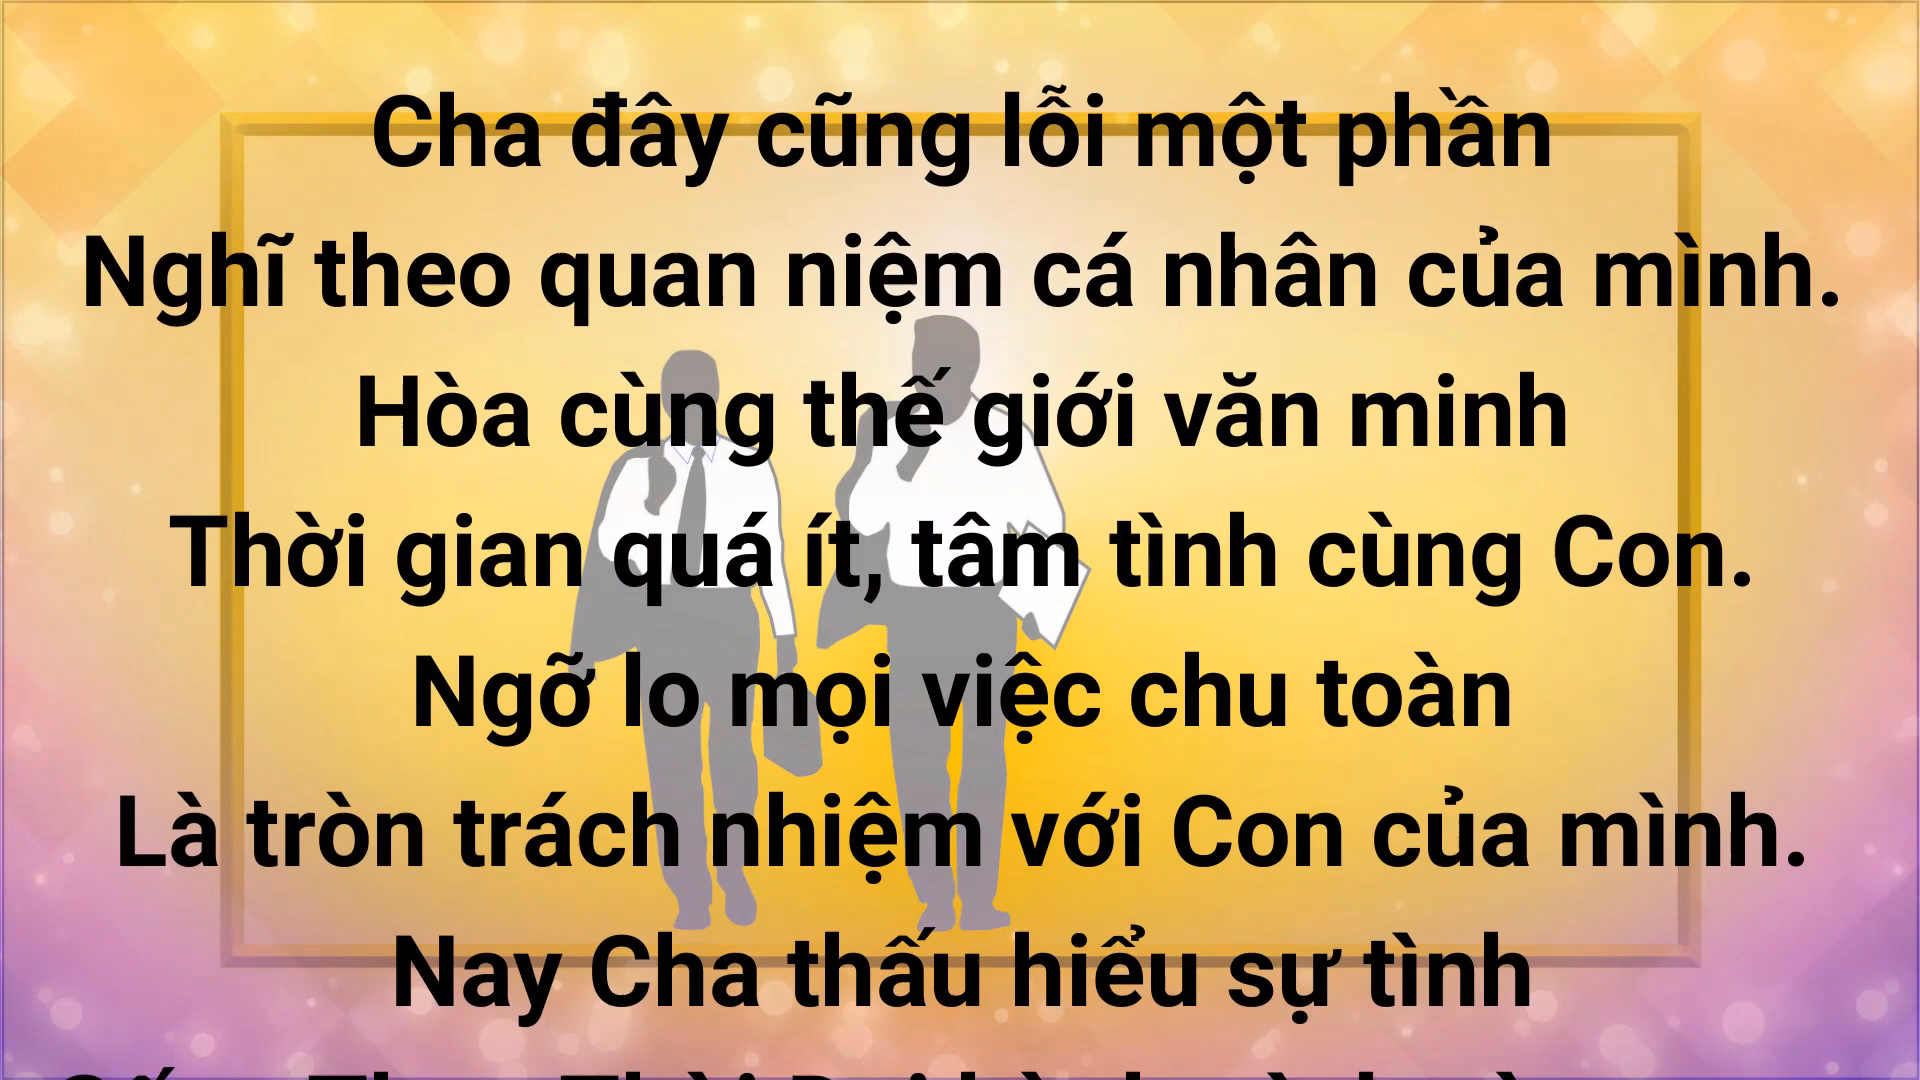 Cha đây cũng lỗi một phần
Nghĩ theo quan niệm cá nhân của mình.
Hòa cùng thế giới văn minh
Thời gian quá ít, tâm tình cùng Con.
Ngỡ lo mọi việc chu toàn
Là tròn trách nhiệm với Con của mình.
Nay Cha thấu hiểu sự tình